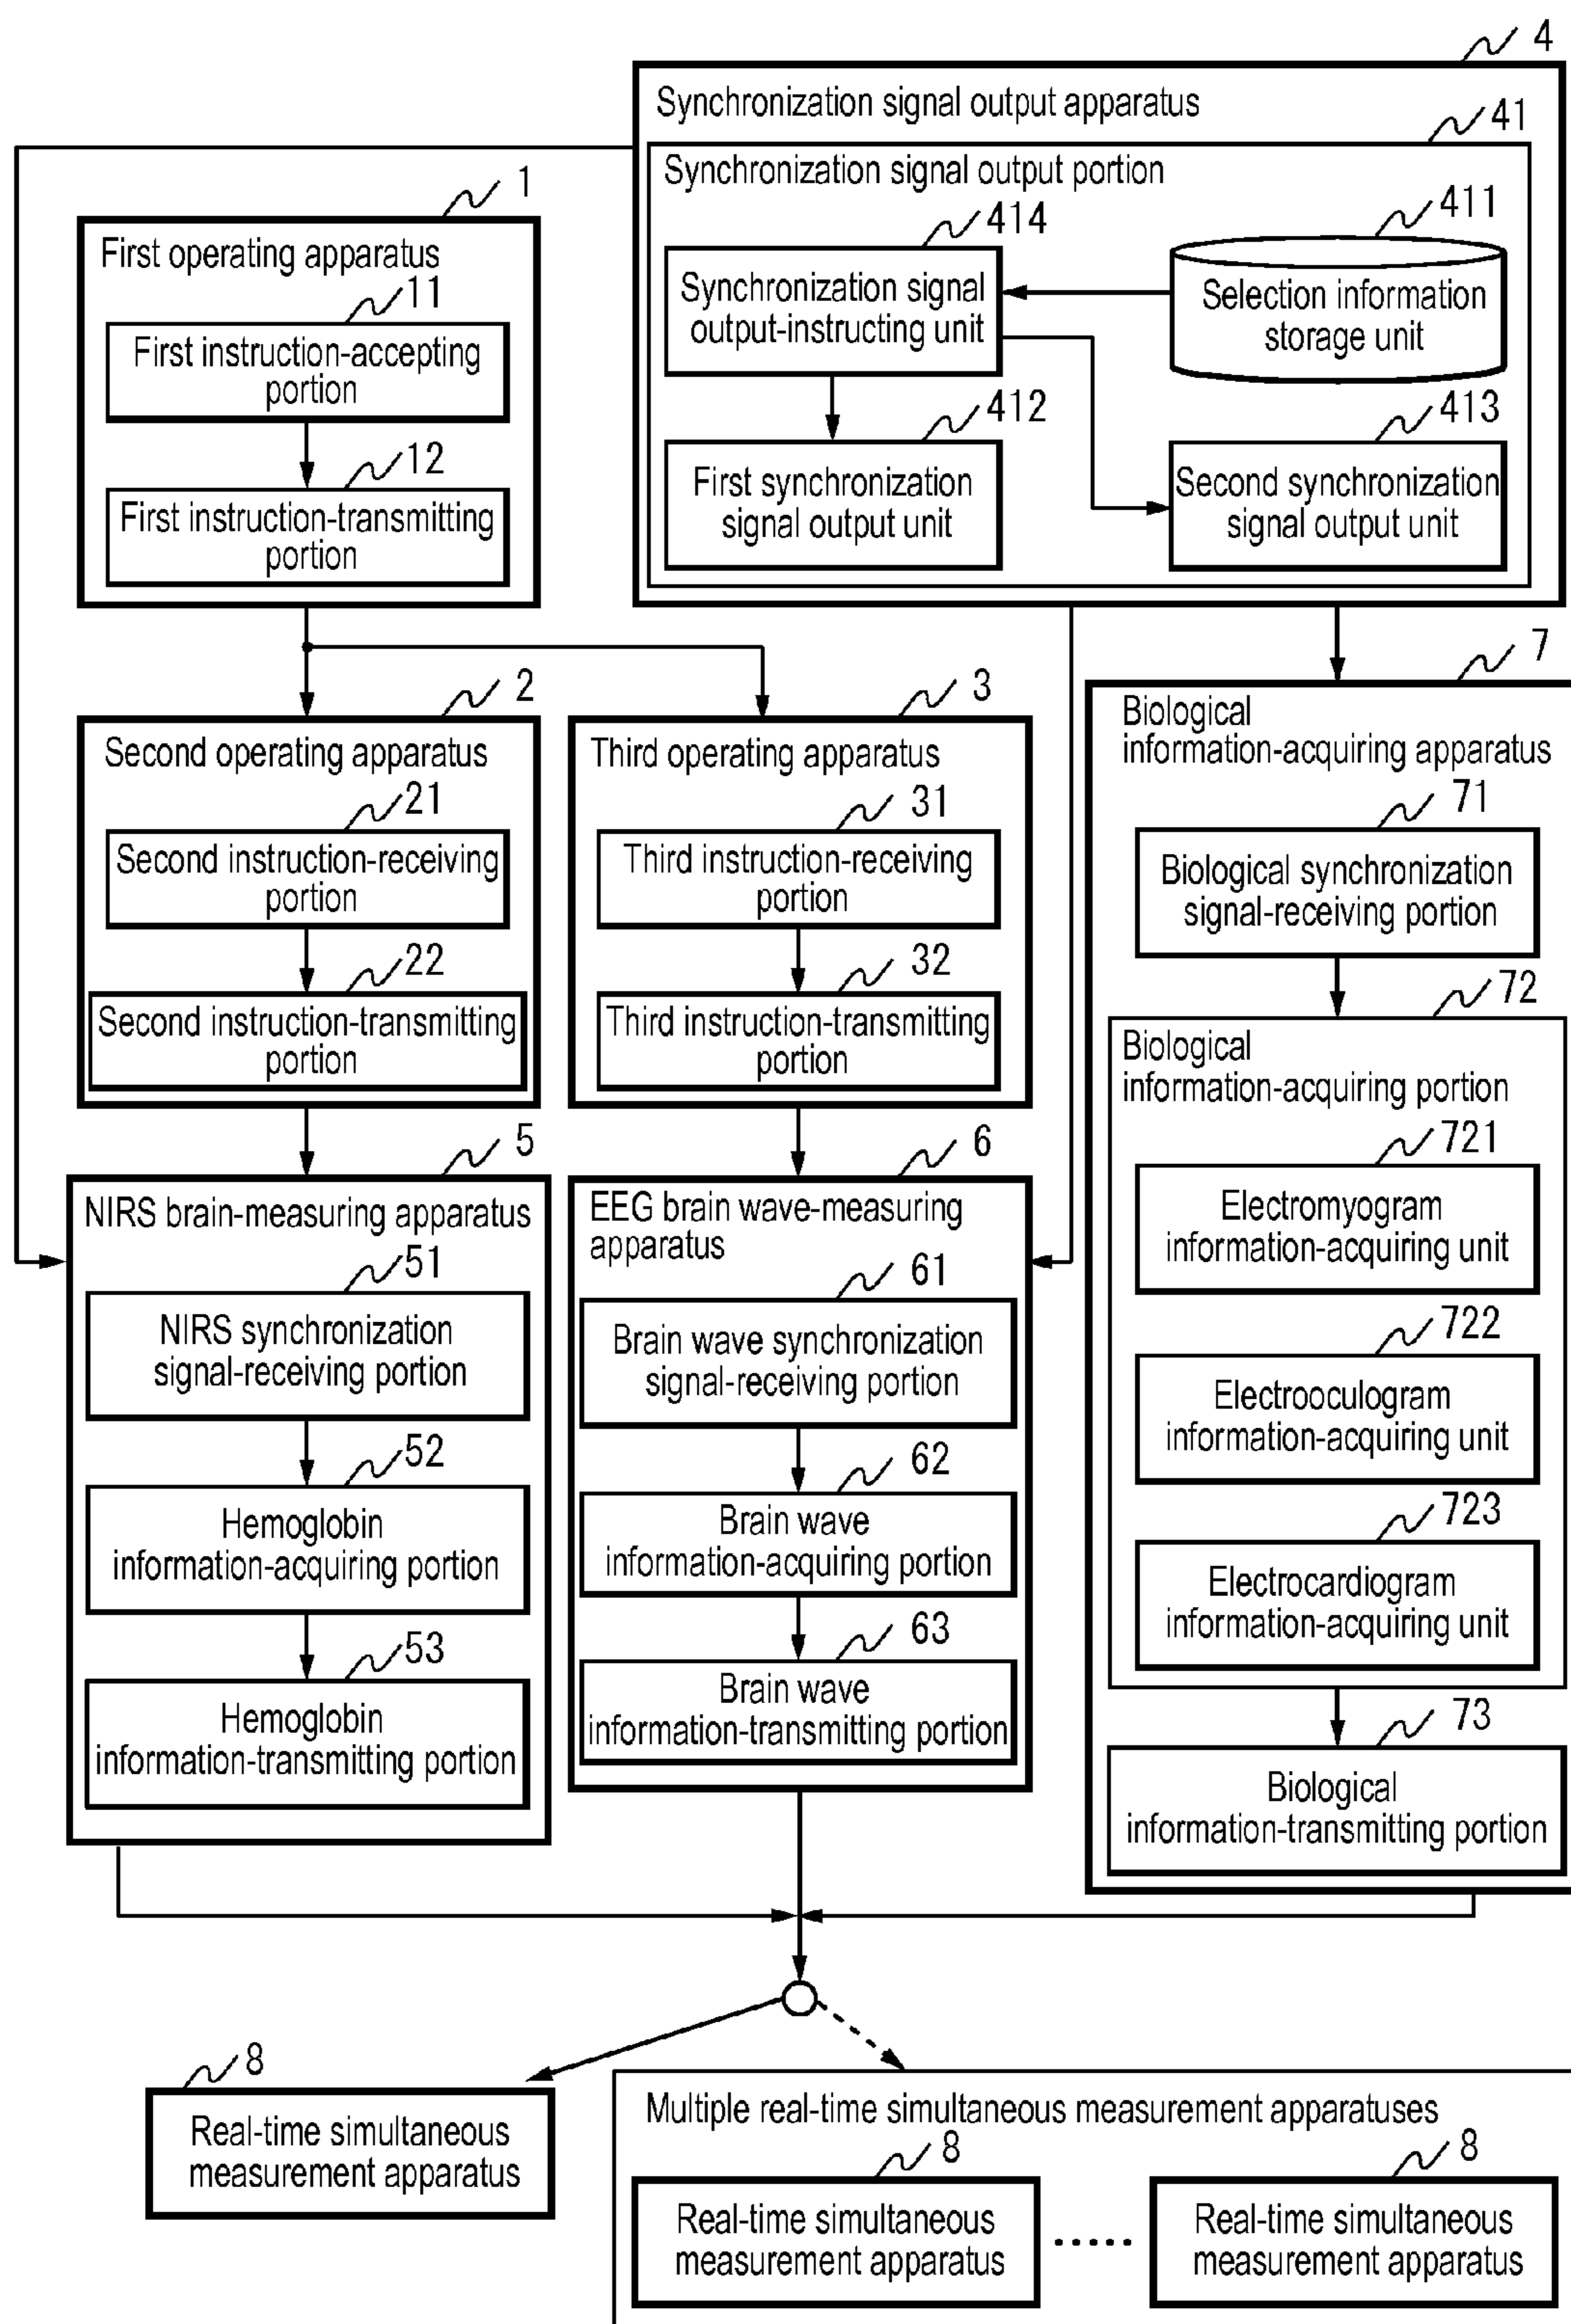 4
Synchronization signal output apparatus
41
Synchronization signal output portion
414
411
Synchronization signal
output-instructing unit
Selection information
storage unit
412
413
First synchronization
signal output unit
Second synchronization
signal output unit
1
First operating apparatus
11
First instruction-accepting
portion
12
First instruction-transmitting
portion
2
Second operating apparatus
21
Second instruction-receiving
portion
22
Second instruction-transmitting
portion
3
Third operating apparatus
31
Third instruction-receiving
portion
32
Third instruction-transmitting
portion
7
Biological
information-acquiring apparatus
71
Biological synchronization
signal-receiving portion
72
Biological
information-acquiring portion
721
Electromyogram
information-acquiring unit
722
Electrooculogram
information-acquiring unit
723
Electrocardiogram
information-acquiring unit
73
Biological
information-transmitting portion
5
NIRS brain-measuring apparatus
51
NIRS synchronization
signal-receiving portion
52
Hemoglobin
information-acquiring portion
53
Hemoglobin
information-transmitting portion
6
EEG brain wave-measuring
apparatus
61
Brain wave synchronization
signal-receiving portion
62
Brain wave
information-acquiring portion
63
Brain wave
information-transmitting portion
8
Real-time simultaneous
measurement apparatus
Multiple real-time simultaneous measurement apparatuses
8
Real-time simultaneous
measurement apparatus
.....
8
Real-time simultaneous
measurement apparatus